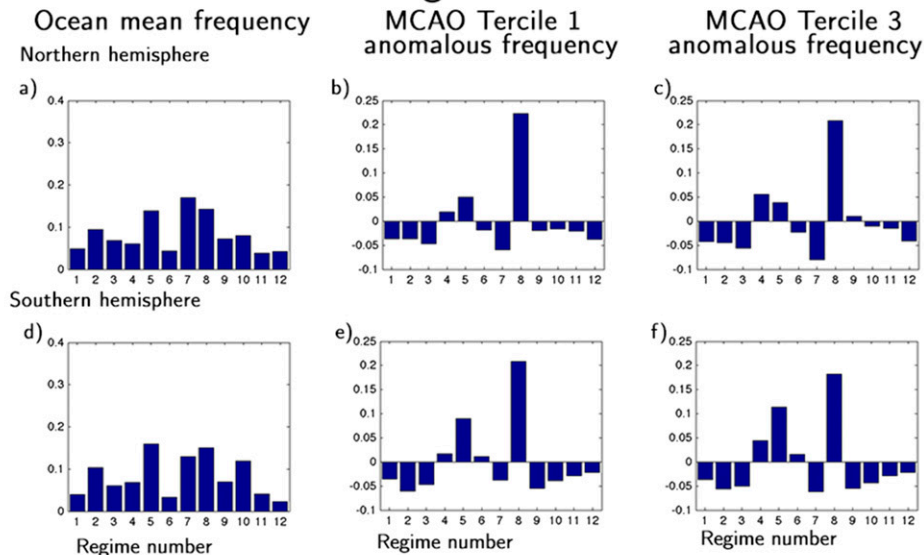 Ocean mean frequency
MCAO Tercile 1
anomalous frequency
MCAO Tercile 3
anomalous frequency
Northern hemisphere
a)
0.4
0.3
0.2
0.1
0
1 2 3 4 5 6 7 8 9 10 11 12
b)
0.25
0.2
0.15
0.1
0.05
0
-0.05
-0.1
1 2 3 4 5 6 7 8 9 10 11 12
c)
0.25
0.2
0.15
0.1
0.05
0
-0.05
-0.1
1 2 3 4 5 6 7 8 9 10 11 12
Southern hemisphere
d)
0.4
0.3
0.2
0.1
0
1 2 3 4 5 6 7 8 9 10 11 12
Regime number
e)
0.25
0.2
0.15
0.1
0.05
0
-0.05
-0.1
1 2 3 4 5 6 7 8 9 10 11 12
Regime number
f)
0.25
0.2
0.15
0.1
0.05
0
-0.05
-0.1
1 2 3 4 5 6 7 8 9 10 11 12
Regime number